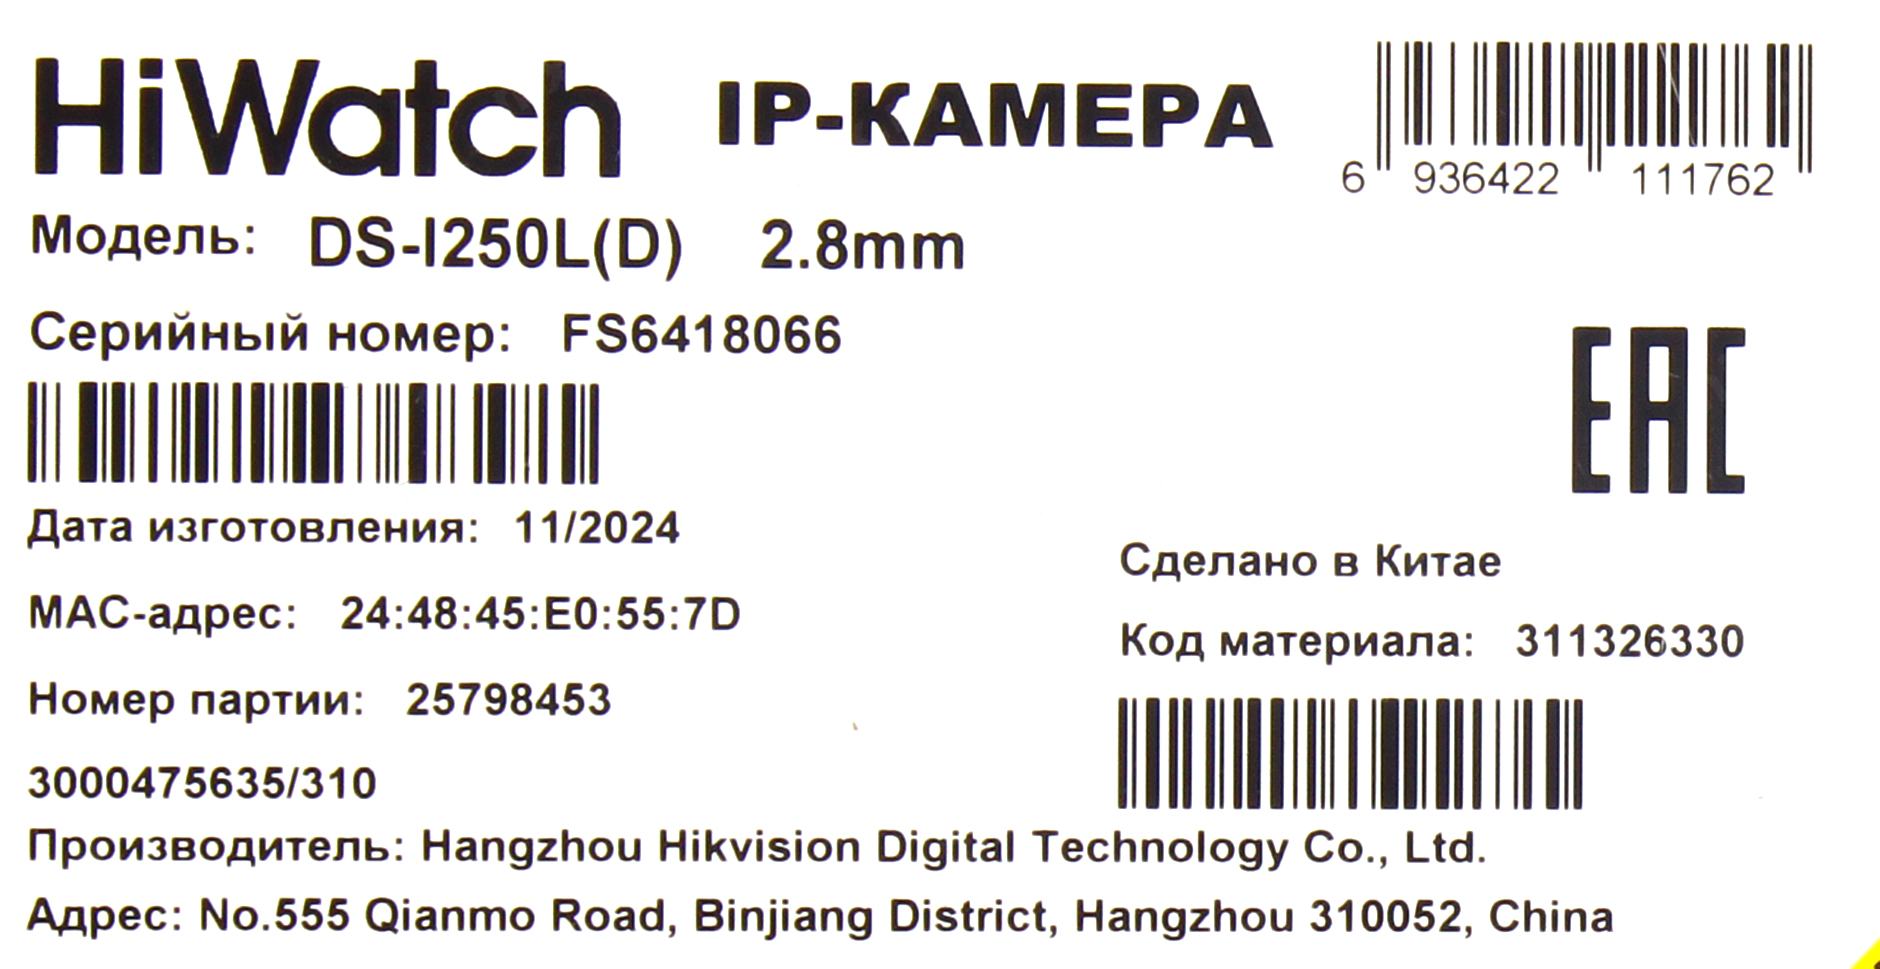 HiWatch IP-КАМЕРА
6 936422 111762
Модель: DS-I250L(D) 2.8mm
Серийный номер: FS6418066
EAC
Дата изготовления: 11/2024
Сделано в Китае
MAC-адрес: 24:48:45:E0:55:7D
Код материала: 311326330
Номер партии: 25798453
3000475635/310
Производитель: Hangzhou Hikvision Digital Technology Co., Ltd.
Адрес: No.555 Qianmo Road, Binjiang District, Hangzhou 310052, China